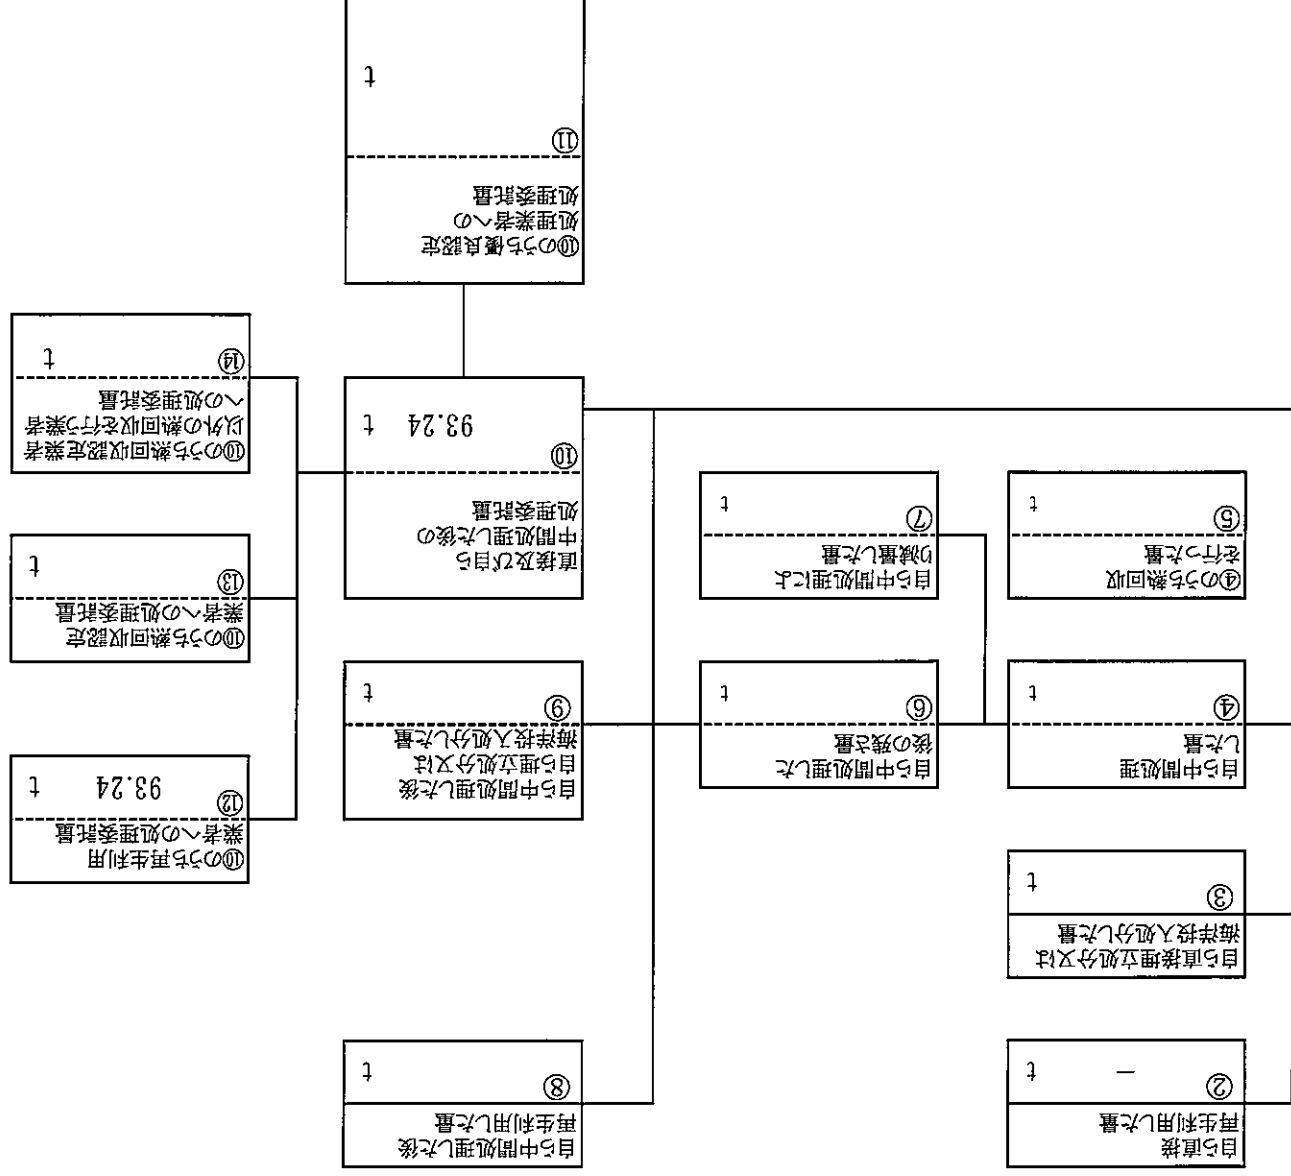 自ら直接
再生利用した量
②
－ t
自ら中間処理した後
再生利用した量
⑧
t
自ら直接埋立処分又は
海洋投入処分した量
③
t
自ら中間処理
した量
④
t
自ら中間処理した
後の残さ量
⑥
t
自ら中間処理した後
自ら埋立処分又は
海洋投入処分した量
⑨
t
⑩のうち再生利用
業者への処理委託量
⑫
93.24 t
④のうち熱回収
を行った量
⑤
t
自ら中間処理によ
り減量した量
⑦
t
直接及び自ら
中間処理した後の
処理委託量
⑩
93.24 t
⑩のうち熱回収認定
業者への処理委託量
⑬
t
⑩のうち熱回収認定業者
以外の熱回収を行う業者
への処理委託量
⑭
t
⑩のうち優良認定
処理業者への
処理委託量
⑪
t